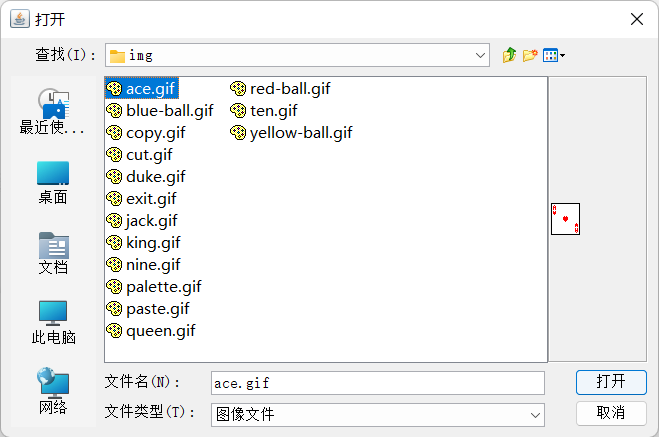 打开
查找(I)：
img
最近使...
桌面
文档
此电脑
网络
ace.gif
blue-ball.gif
copy.gif
cut.gif
duke.gif
exit.gif
jack.gif
king.gif
nine.gif
palette.gif
paste.gif
queen.gif
red-ball.gif
ten.gif
yellow-ball.gif
A
A
文件名(N)：
ace.gif
打开
文件类型(T)：
图像文件
取消